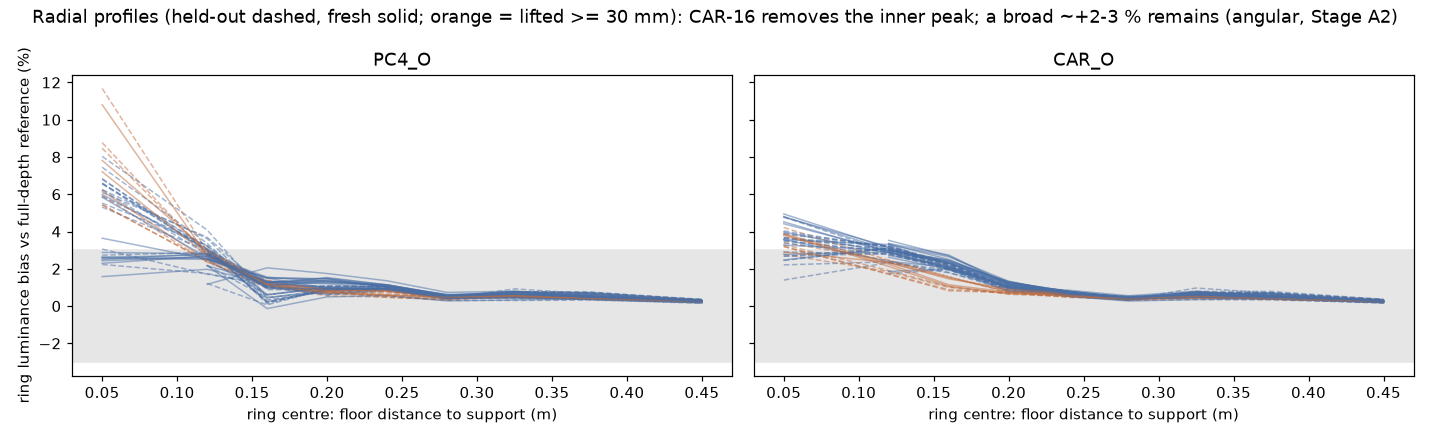 Radial profiles (held-out dashed, fresh solid; orange = lifted >= 30 mm): CAR-16 removes the inner peak; a broad ~+2-3 % remains (angular, Stage A2)
PC4_O
CAR_O
ring luminance bias vs full-depth reference (%)
12
10
8
6
4
2
0
−2
0.05 0.10 0.15 0.20 0.25 0.30 0.35 0.40 0.45
0.05 0.10 0.15 0.20 0.25 0.30 0.35 0.40 0.45
ring centre: floor distance to support (m)
ring centre: floor distance to support (m)